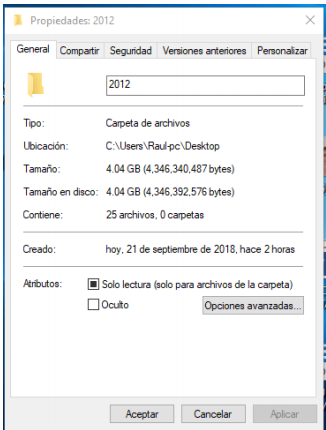 Propiedades: 2012
General Compartir Seguridad Versiones anteriores Personalizar
2012
Tipo: Carpeta de archivos
Ubicación: C:\Users\Raul-pc\Desktop
Tamaño: 4.04 GB (4,346,340,487 bytes)
Tamaño en disco: 4.04 GB (4,346,392,576 bytes)
Contiene: 25 archivos, 0 carpetas
Creado: hoy, 21 de septiembre de 2018, hace 2 horas
Atributos: Solo lectura (solo para archivos de la carpeta)
Oculto Opciones avanzadas...
Aceptar Cancelar Aplicar